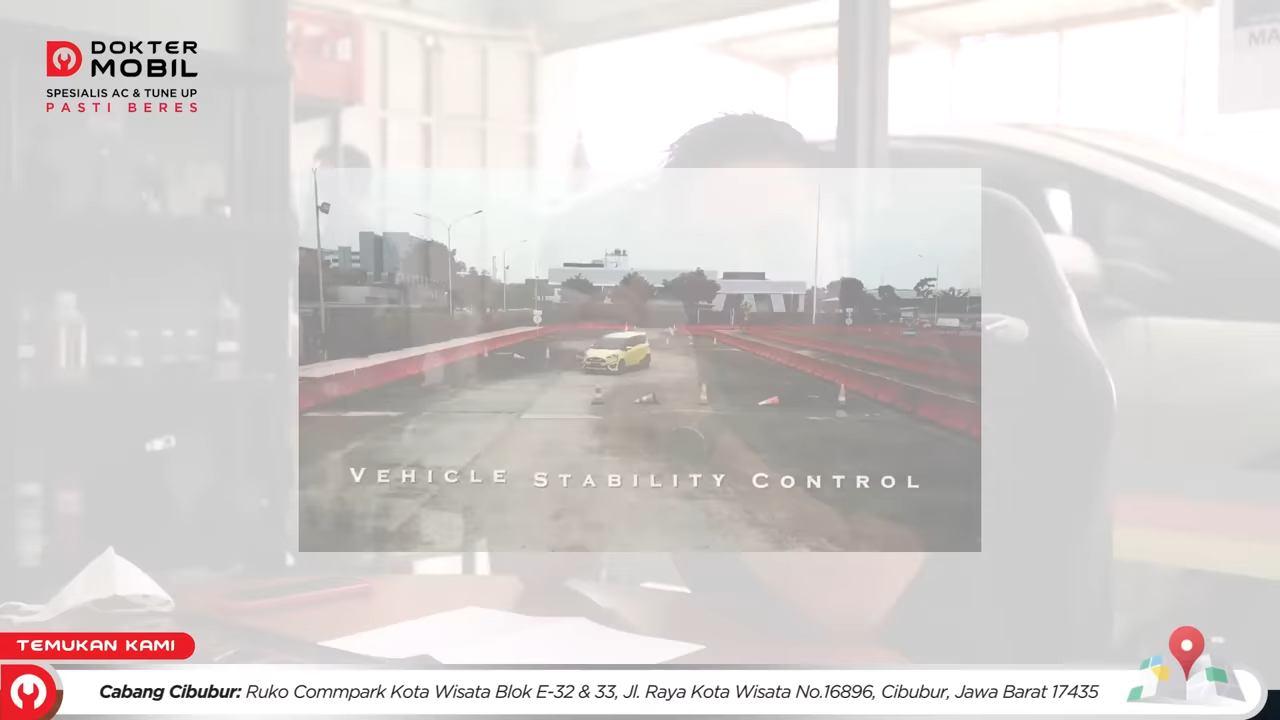 DOKTER
MOBIL
SPESIALIS AC & TUNE UP
PASTI BERES
MA
VEHICLE STABILITY CONTROL
TEMUKAN KAMI
Cabang Cibubur: Ruko Commpark Kota Wisata Blok E-32 & 33, Jl. Raya Kota Wisata No.16896, Cibubur, Jawa Barat 17435